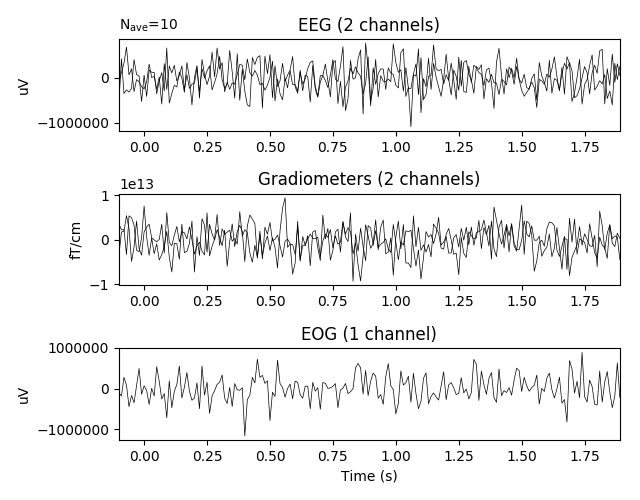 N_ave=10
EEG (2 channels)
uV
0
−1000000
0.00 0.25 0.50 0.75 1.00 1.25 1.50 1.75
1e13
Gradiometers (2 channels)
fT/cm
1
0
−1
0.00 0.25 0.50 0.75 1.00 1.25 1.50 1.75
EOG (1 channel)
uV
1000000
0
−1000000
0.00 0.25 0.50 0.75 1.00 1.25 1.50 1.75
Time (s)